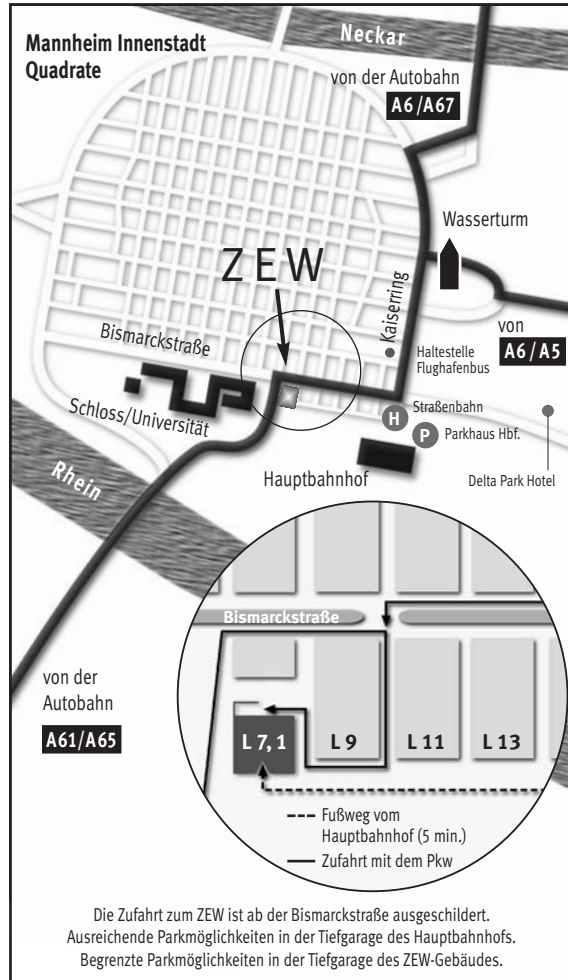 Mannheim Innenstadt
Quadrate
Neckar
von der Autobahn
A6/A67
Wasserturm
ZEW
Kaiserring
von
A6/A5
Bismarckstraße
Haltestelle
Flughafenbus
Schloss/Universität
H
Straßenbahn
P
Parkhaus Hbf.
Hauptbahnhof
Delta Park Hotel
Rhein
Bismarckstraße
von der
Autobahn
A61/A65
L 7, 1
L 9
L 11
L 13
Fußweg vom
Hauptbahnhof (5 min.)
Zufahrt mit dem Pkw
Die Zufahrt zum ZEW ist ab der Bismarckstraße ausgeschildert.
Ausreichende Parkmöglichkeiten in der Tiefgarage des Hauptbahnhofs.
Begrenzte Parkmöglichkeiten in der Tiefgarage des ZEW-Gebäudes.